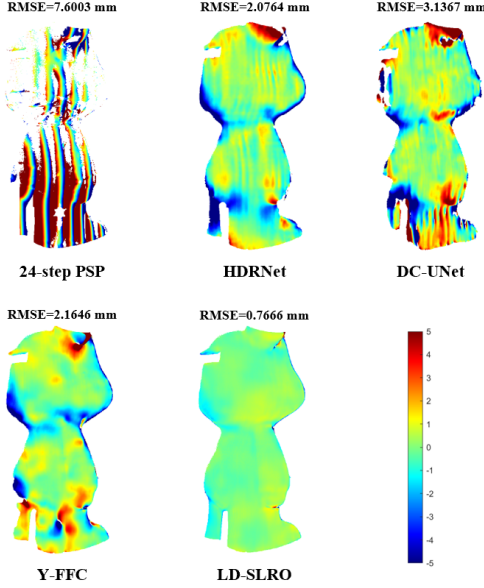 RMSE=7.6003 mm
RMSE=2.0764 mm
RMSE=3.1367 mm
24-step PSP
HDRNet
DC-UNet
RMSE=2.1646 mm
RMSE=0.7666 mm
5
4
3
2
1
0
-1
-2
-3
-4
-5
Y-FFC
LD-SLRO